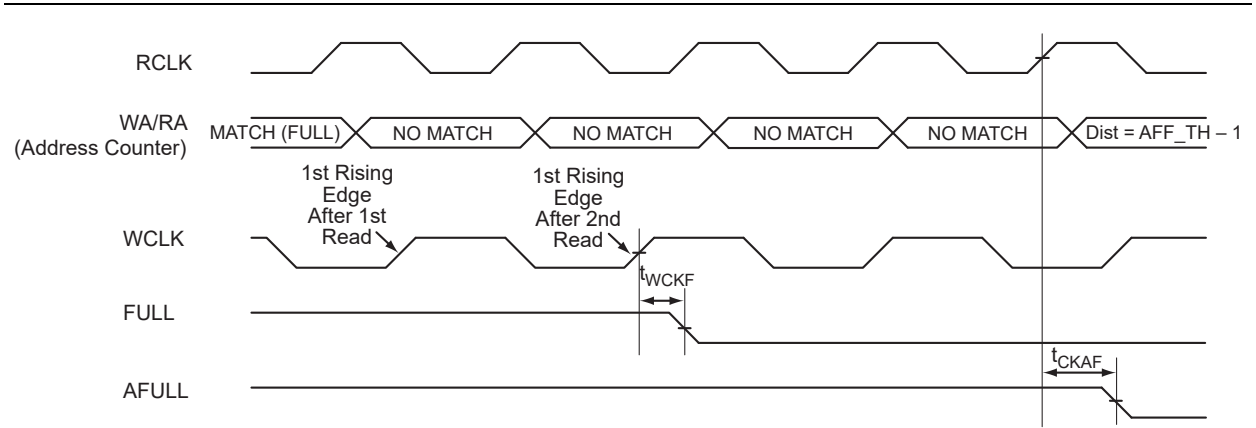 RCLK
WA/RA
(Address Counter)
MATCH (FULL)
NO MATCH
NO MATCH
NO MATCH
NO MATCH
Dist = AFF_TH – 1
1st Rising
Edge
After 1st
Read
1st Rising
Edge
After 2nd
Read
WCLK
tWCKF
FULL
tCKAF
AFULL